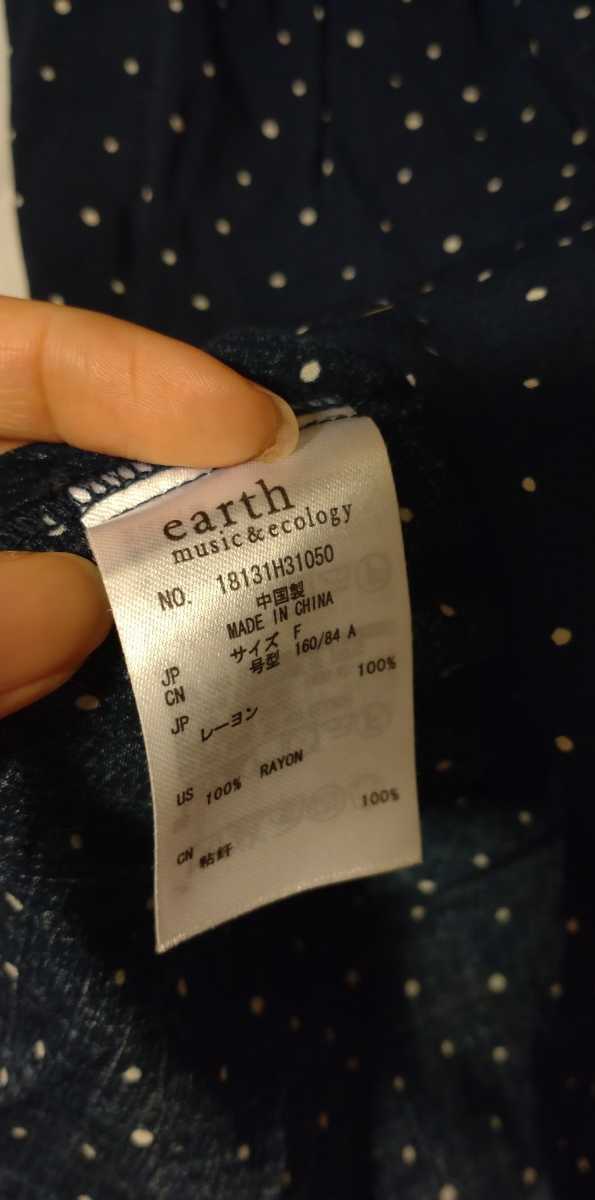 earth
music&ecology
NO. 18131H31050
中国製
MADE IN CHINA
JP サイズ F
CN 号型 160/84 A
JP レーヨン 100%
US 100% RAYON
CN 粘纤 100%